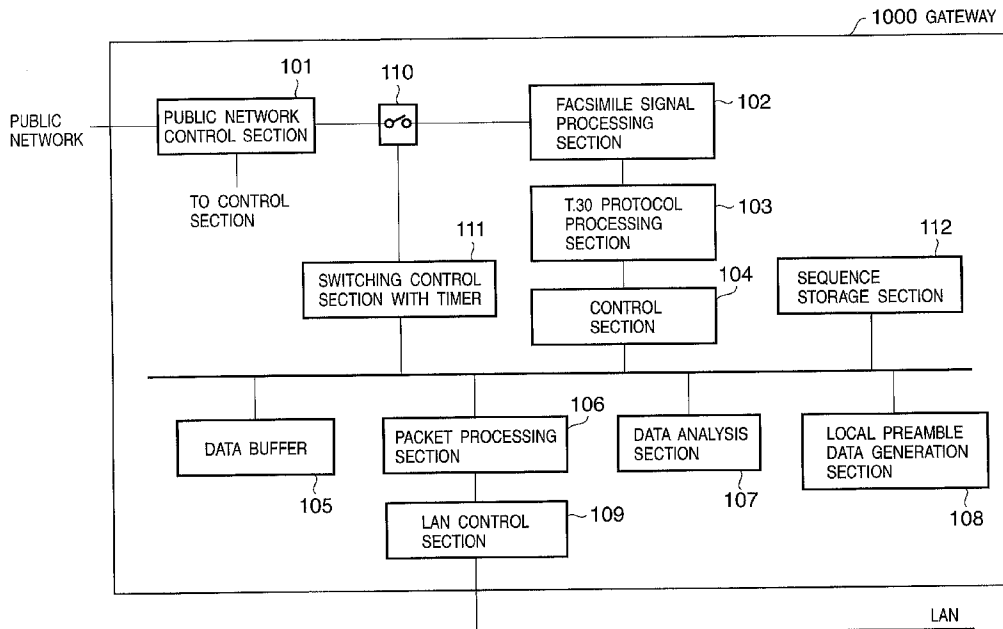 1000 GATEWAY
101
110
PUBLIC
NETWORK
PUBLIC NETWORK
CONTROL SECTION
FACSIMILE SIGNAL
PROCESSING
SECTION
102
TO CONTROL
SECTION
T.30 PROTOCOL
PROCESSING
SECTION
103
111
SWITCHING CONTROL
SECTION WITH TIMER
104
CONTROL
SECTION
112
SEQUENCE
STORAGE SECTION
DATA BUFFER
105
106
PACKET PROCESSING
SECTION
DATA ANALYSIS
SECTION
107
LOCAL PREAMBLE
DATA GENERATION
SECTION
108
LAN CONTROL
SECTION
109
LAN